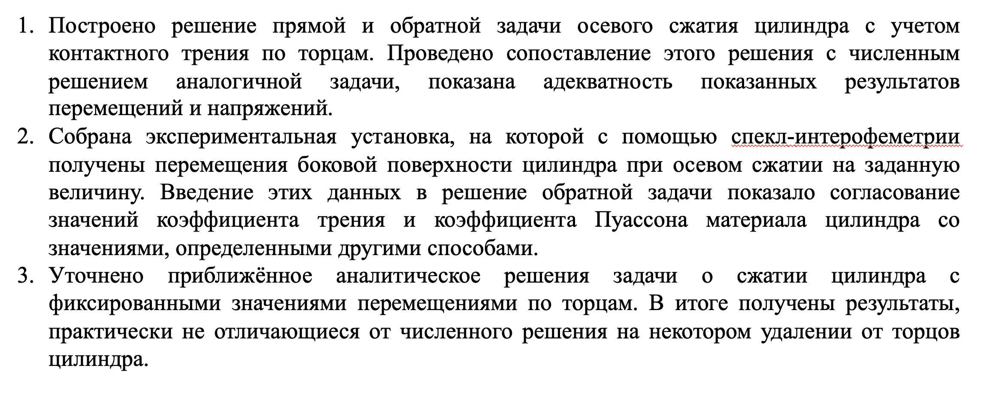 1. Построено решение прямой и обратной задачи осевого сжатия цилиндра с учетом
контактного трения по торцам. Проведено сопоставление этого решения с численным
решением аналогичной задачи, показана адекватность показанных результатов
перемещений и напряжений.
2. Собрана экспериментальная установка, на которой с помощью спекл-интерофеметрии
получены перемещения боковой поверхности цилиндра при осевом сжатии на заданную
величину. Введение этих данных в решение обратной задачи показало согласование
значений коэффициента трения и коэффициента Пуассона материала цилиндра со
значениями, определенными другими способами.
3. Уточнено приближённое аналитическое решения задачи о сжатии цилиндра с
фиксированными значениями перемещениями по торцам. В итоге получены результаты,
практически не отличающиеся от численного решения на некотором удалении от торцов
цилиндра.